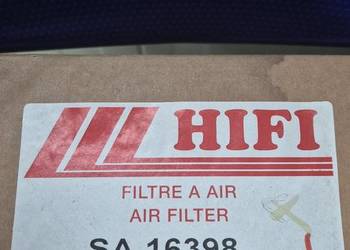 HIFI
FILTRE A AIR
AIR FILTER
SA 16398